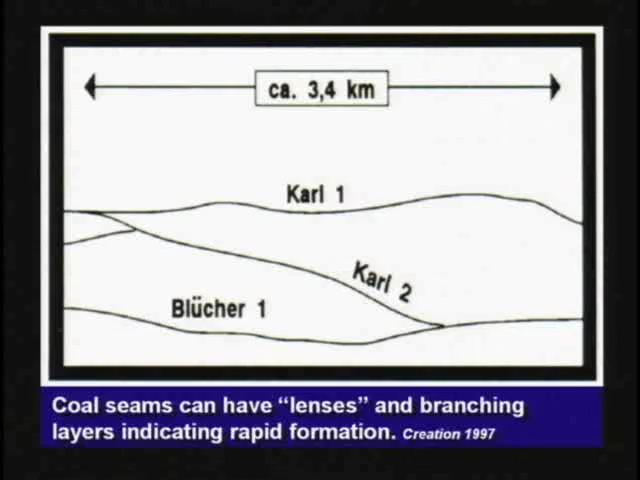 ca. 3,4 km
Karl 1
Karl 2
Blücher 1
Coal seams can have “lenses” and branching
layers indicating rapid formation. Creation 1997